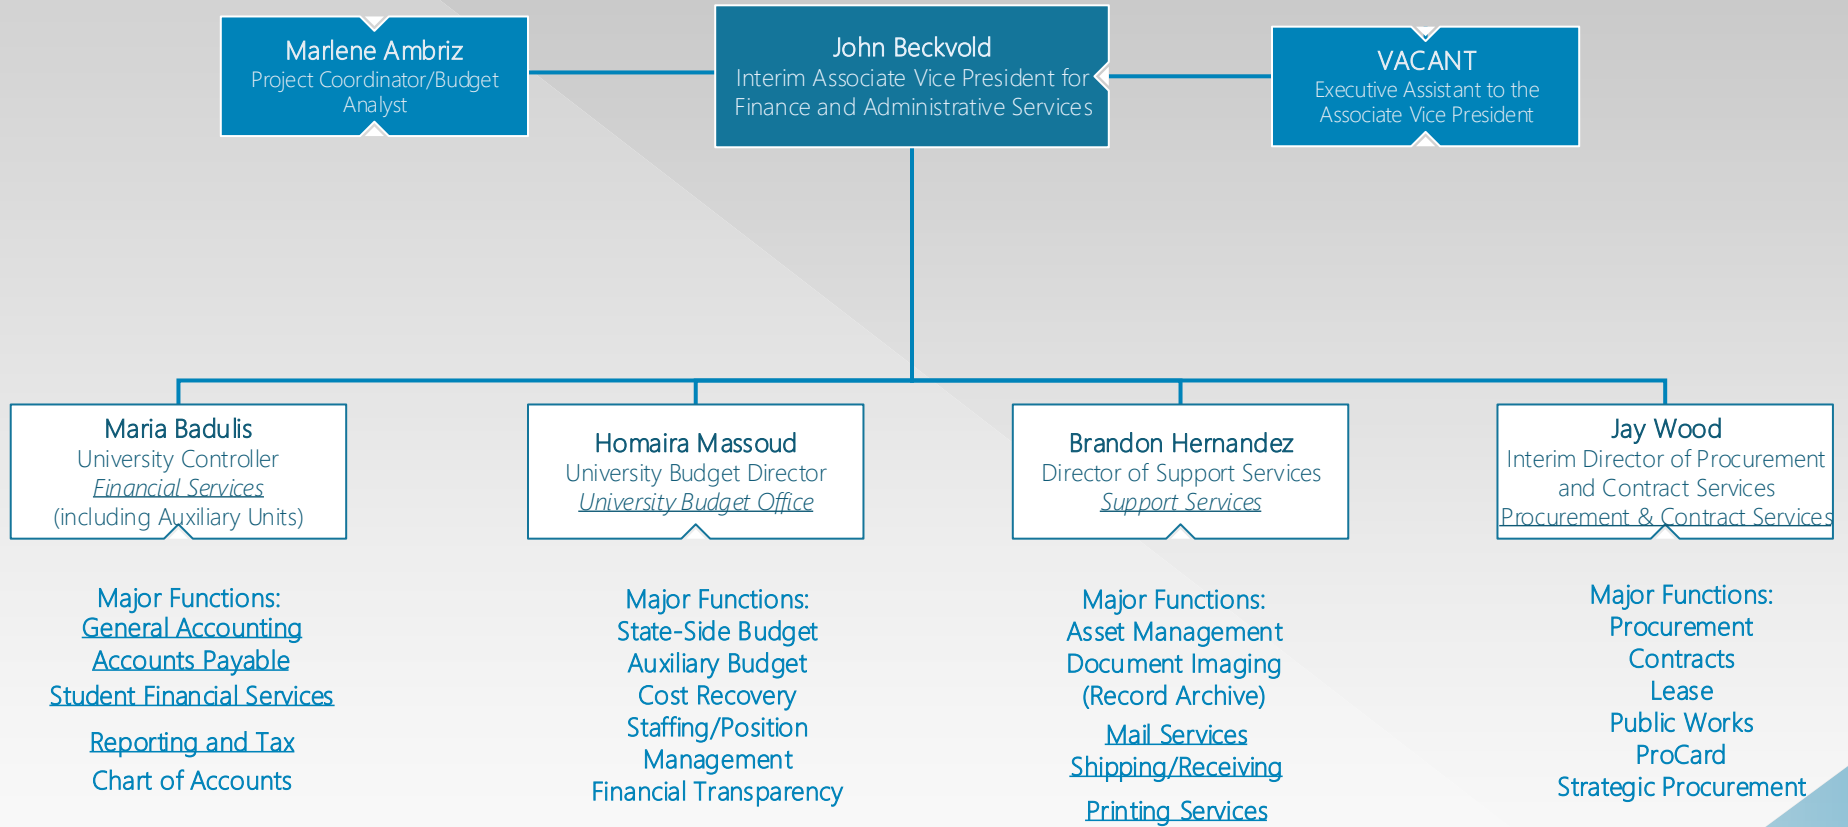 Marlene Ambriz
Project Coordinator/Budget
Analyst
John Beckvold
Interim Associate Vice President for
Finance and Administrative Services
VACANT
Executive Assistant to the
Associate Vice President
Maria Badulis
University Controller
Financial Services
(including Auxiliary Units)
Homaira Massoud
University Budget Director
University Budget Office
Brandon Hernandez
Director of Support Services
Support Services
Jay Wood
Interim Director of Procurement
and Contract Services
Procurement & Contract Services
Major Functions:
General Accounting
Accounts Payable
Student Financial Services
Reporting and Tax
Chart of Accounts
Major Functions:
State-Side Budget
Auxiliary Budget
Cost Recovery
Staffing/Position
Management
Financial Transparency
Major Functions:
Asset Management
Document Imaging
(Record Archive)
Mail Services
Shipping/Receiving
Printing Services
Major Functions:
Procurement
Contracts
Lease
Public Works
ProCard
Strategic Procurement